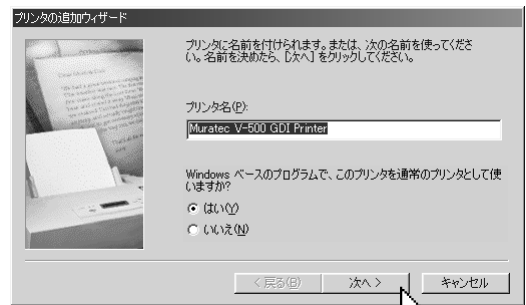 プリンタの追加ウィザード
プリンタに名前を付けられます。または、次の名前を使ってくださ
い。名前を決めたら、[次へ] をクリックしてください。
プリンタ名(P):
Muratec V-500 GDI Printer
Windows ベースのプログラムで、このプリンタを通常のプリンタとして使
いますか?
はい(Y)
いいえ(N)
< 戻る(B)
次へ >
キャンセル